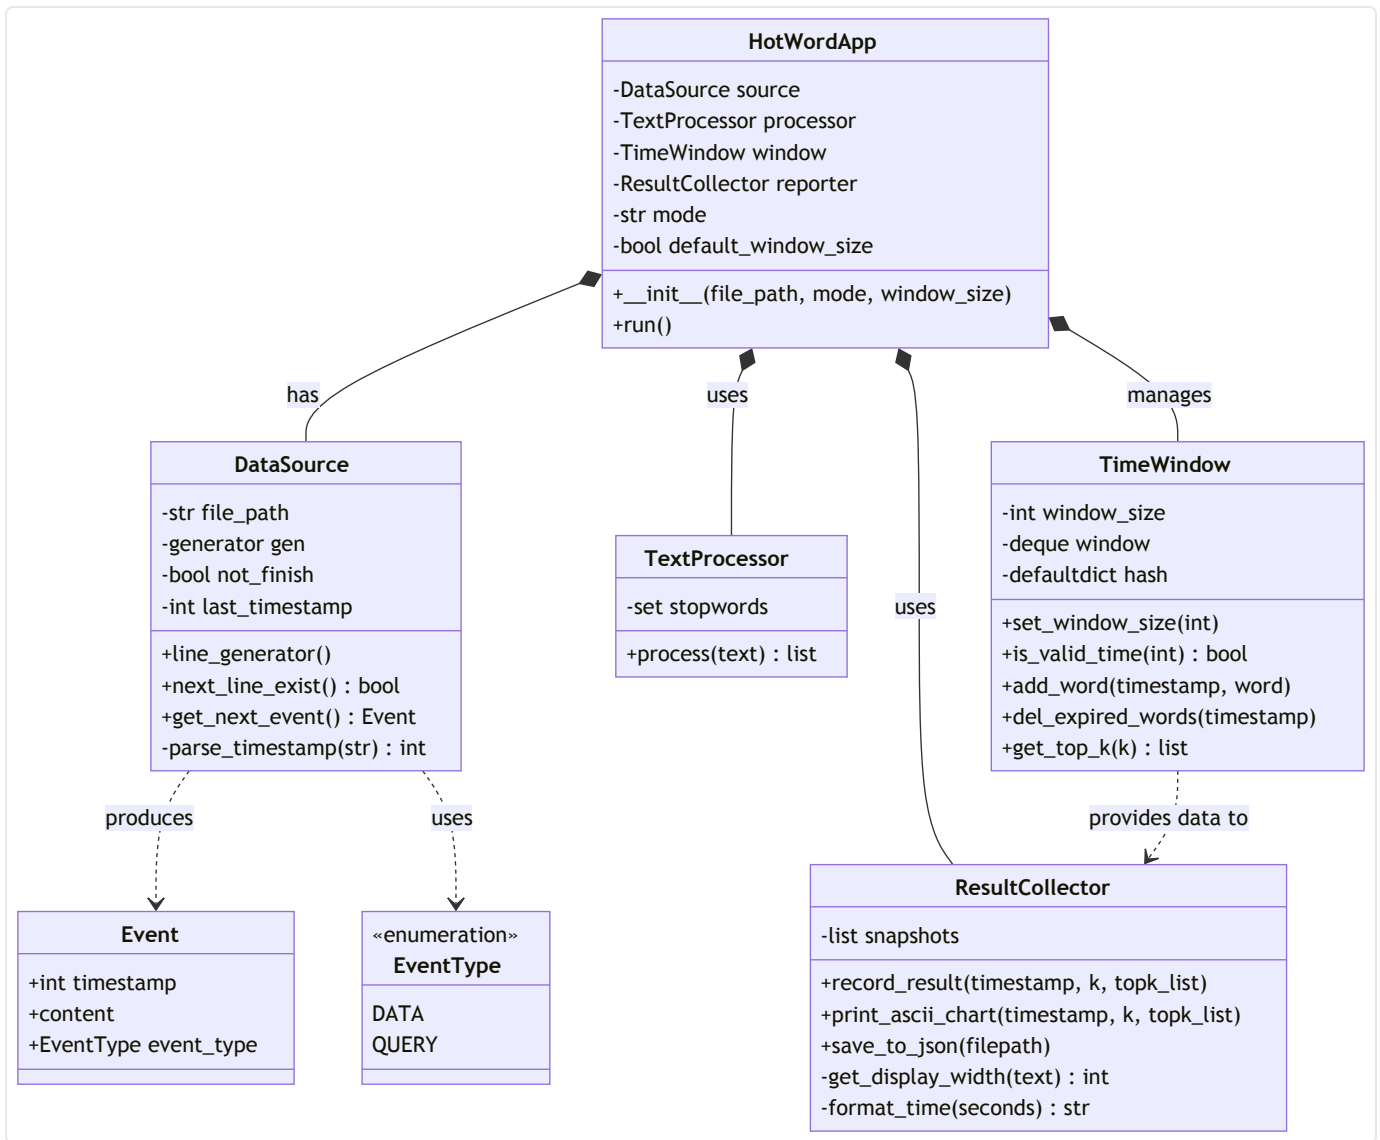 HotWordApp
-DataSource source
-TextProcessor processor
-TimeWindow window
-ResultCollector reporter
-str mode
-bool default_window_size
+__init__(file_path, mode, window_size)
+run()
has
uses
uses
manages
DataSource
-str file_path
-generator gen
-bool not_finish
-int last_timestamp
+line_generator()
+next_line_exist() : bool
+get_next_event() : Event
-parse_timestamp(str) : int
TextProcessor
-set stopwords
+process(text) : list
TimeWindow
-int window_size
-deque window
-defaultdict hash
+set_window_size(int)
+is_valid_time(int) : bool
+add_word(timestamp, word)
+del_expired_words(timestamp)
+get_top_k(k) : list
produces
uses
provides data to
Event
+int timestamp
+content
+EventType event_type
«enumeration»
EventType
DATA
QUERY
ResultCollector
-list snapshots
+record_result(timestamp, k, topk_list)
+print_ascii_chart(timestamp, k, topk_list)
+save_to_json(filepath)
-get_display_width(text) : int
-format_time(seconds) : str